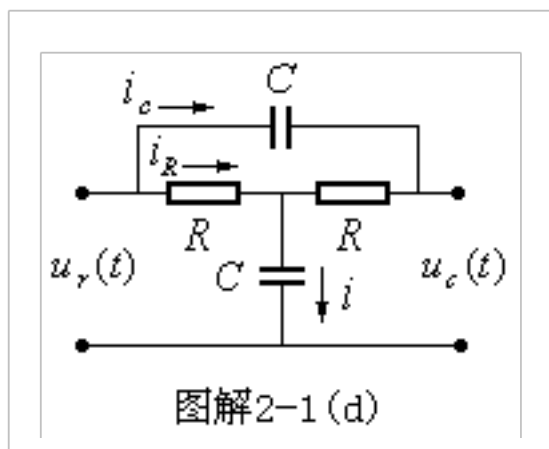 C
i_c
i_R
R R
u_r(t) C i u_c(t)
图解2-1(d)